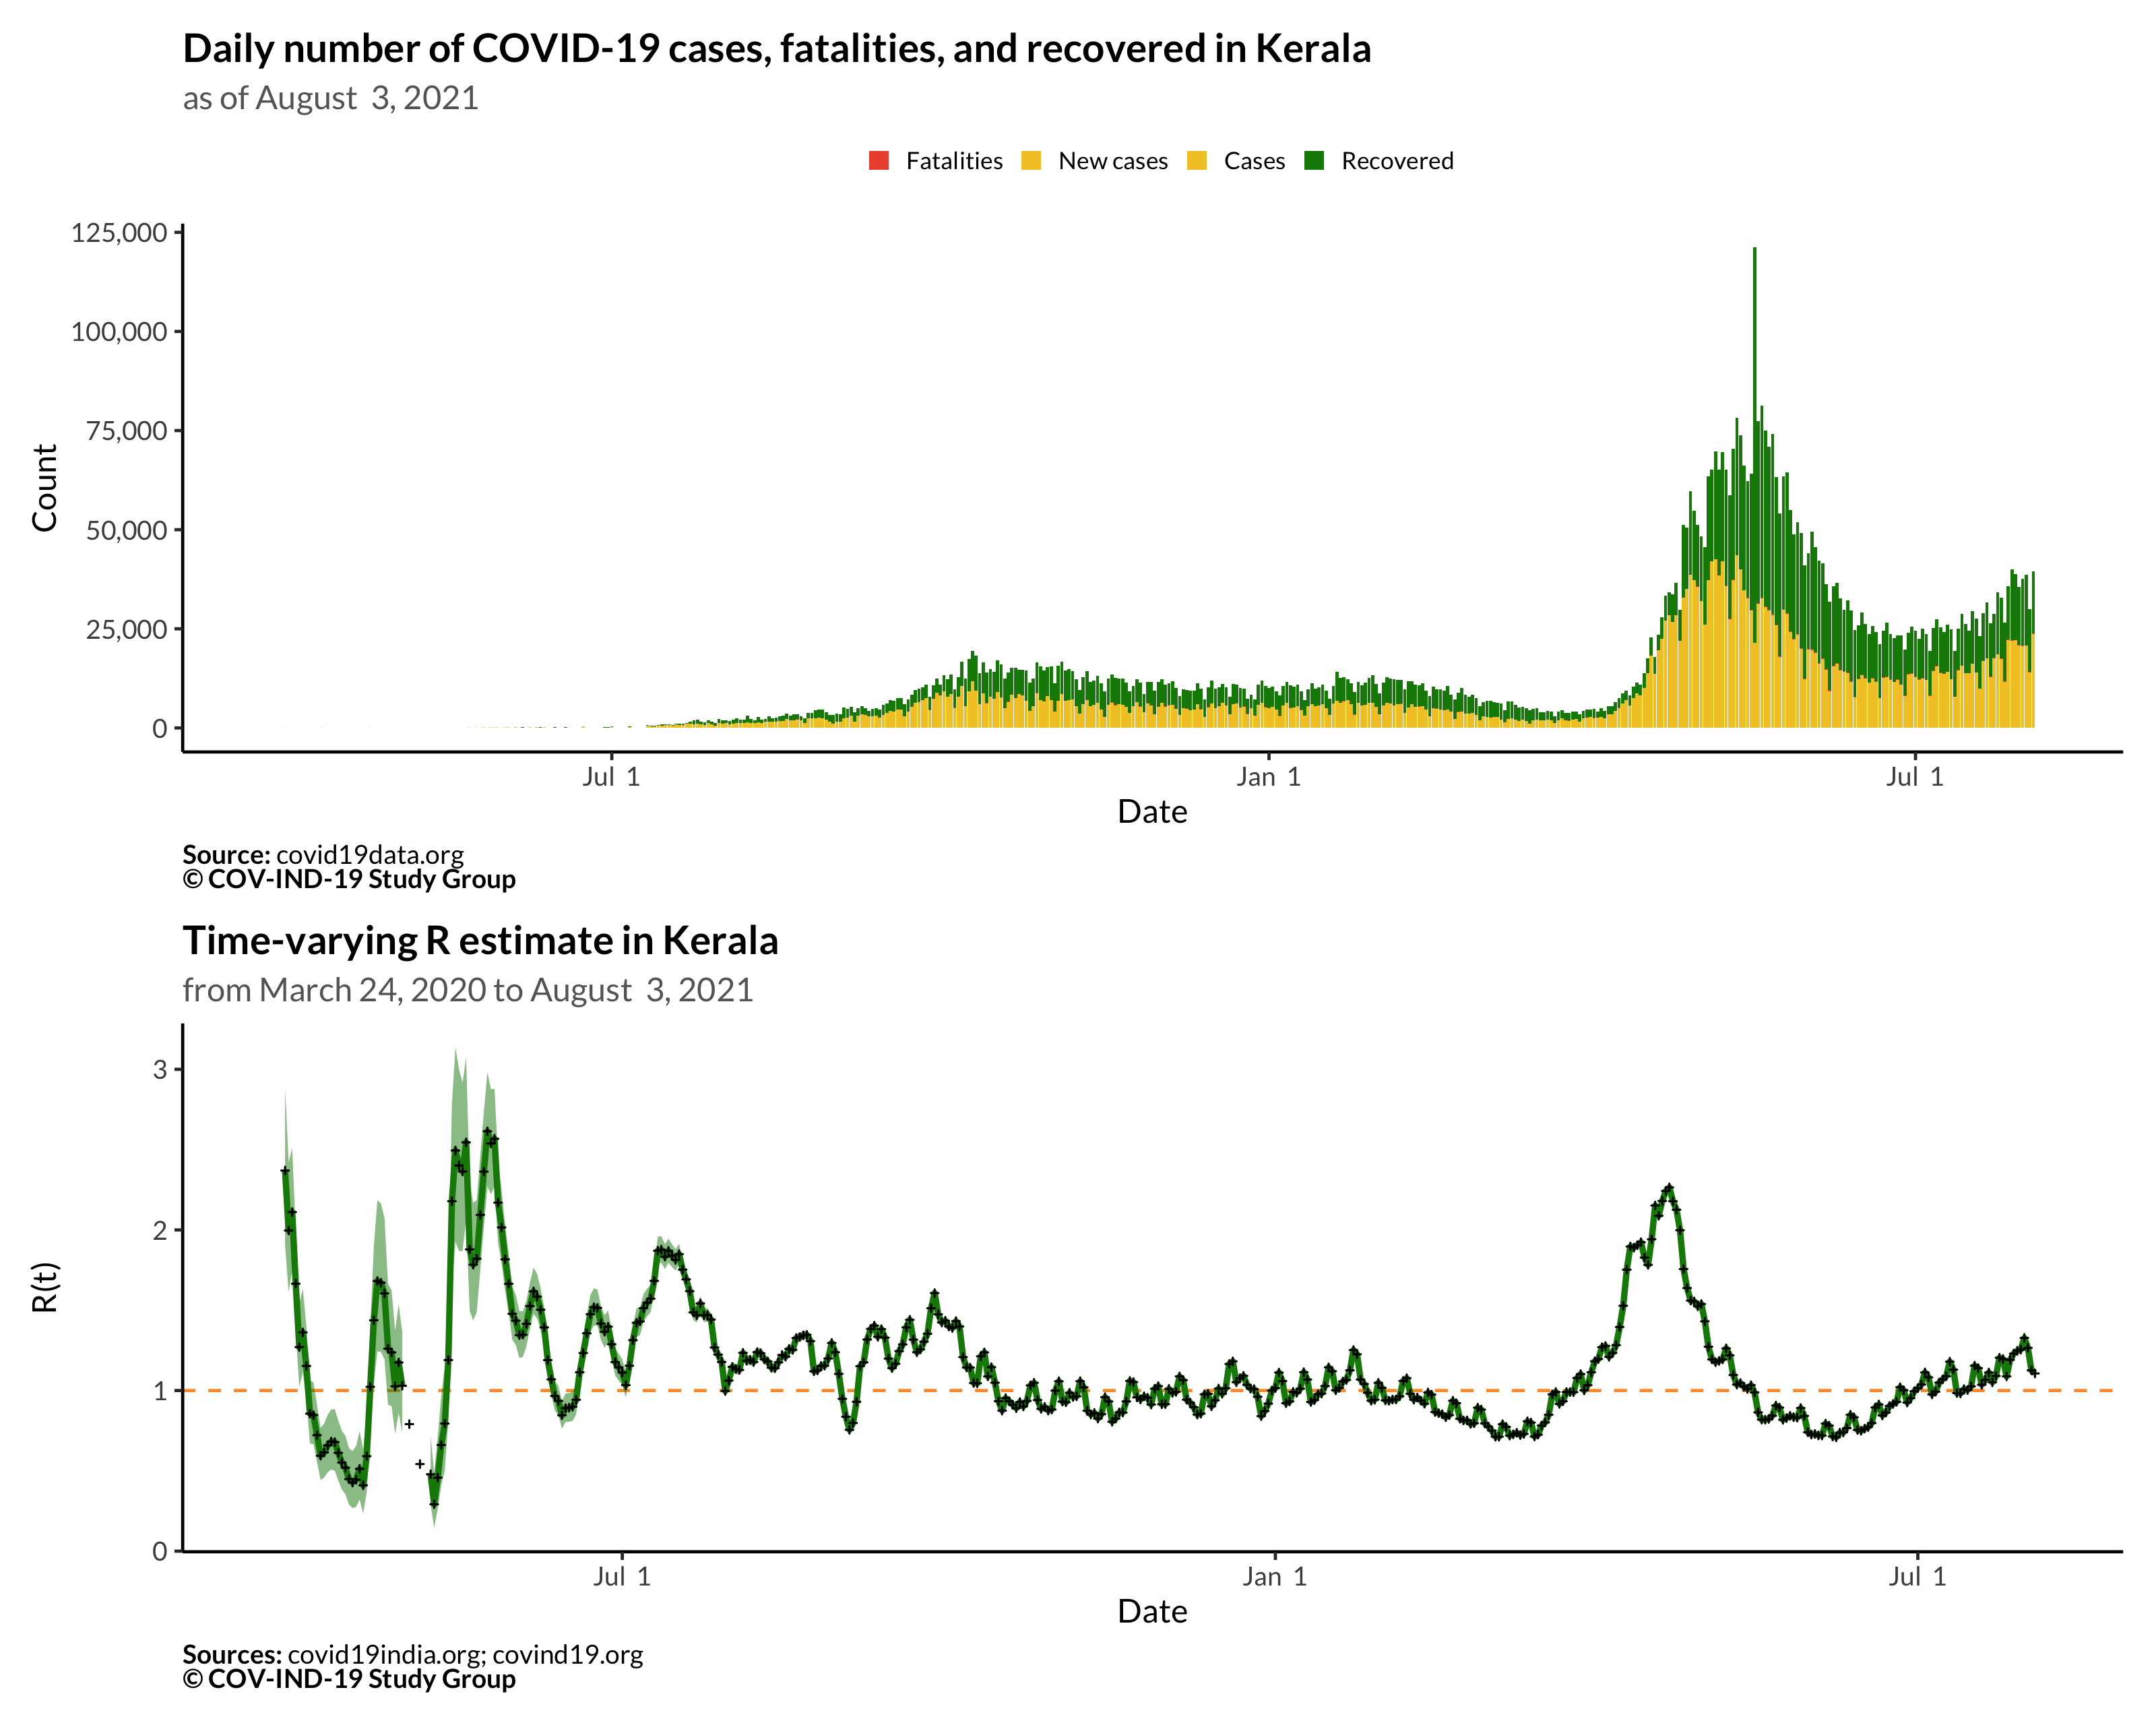 Daily number of COVID-19 cases, fatalities, and recovered in Kerala
as of August  3, 2021
Fatalities New cases Cases Recovered
125,000
100,000
75,000
50,000
25,000
0
Count
Jul  1 Jan  1 Jul  1
Date
Source: covid19data.org
© COV-IND-19 Study Group
Time-varying R estimate in Kerala
from March 24, 2020 to August  3, 2021
3
2
1
0
R(t)
Jul  1 Jan  1 Jul  1
Date
Sources: covid19india.org; covind19.org
© COV-IND-19 Study Group